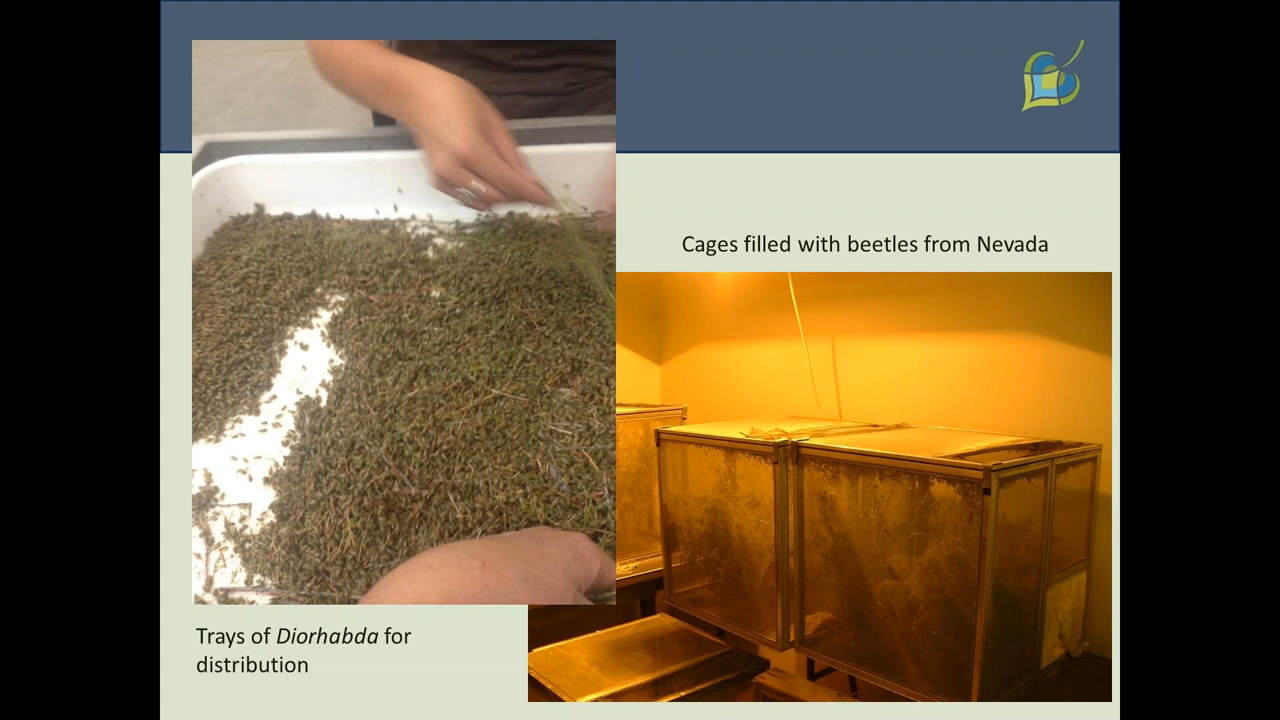 Cages filled with beetles from Nevada
Trays of Diorhabda for
distribution